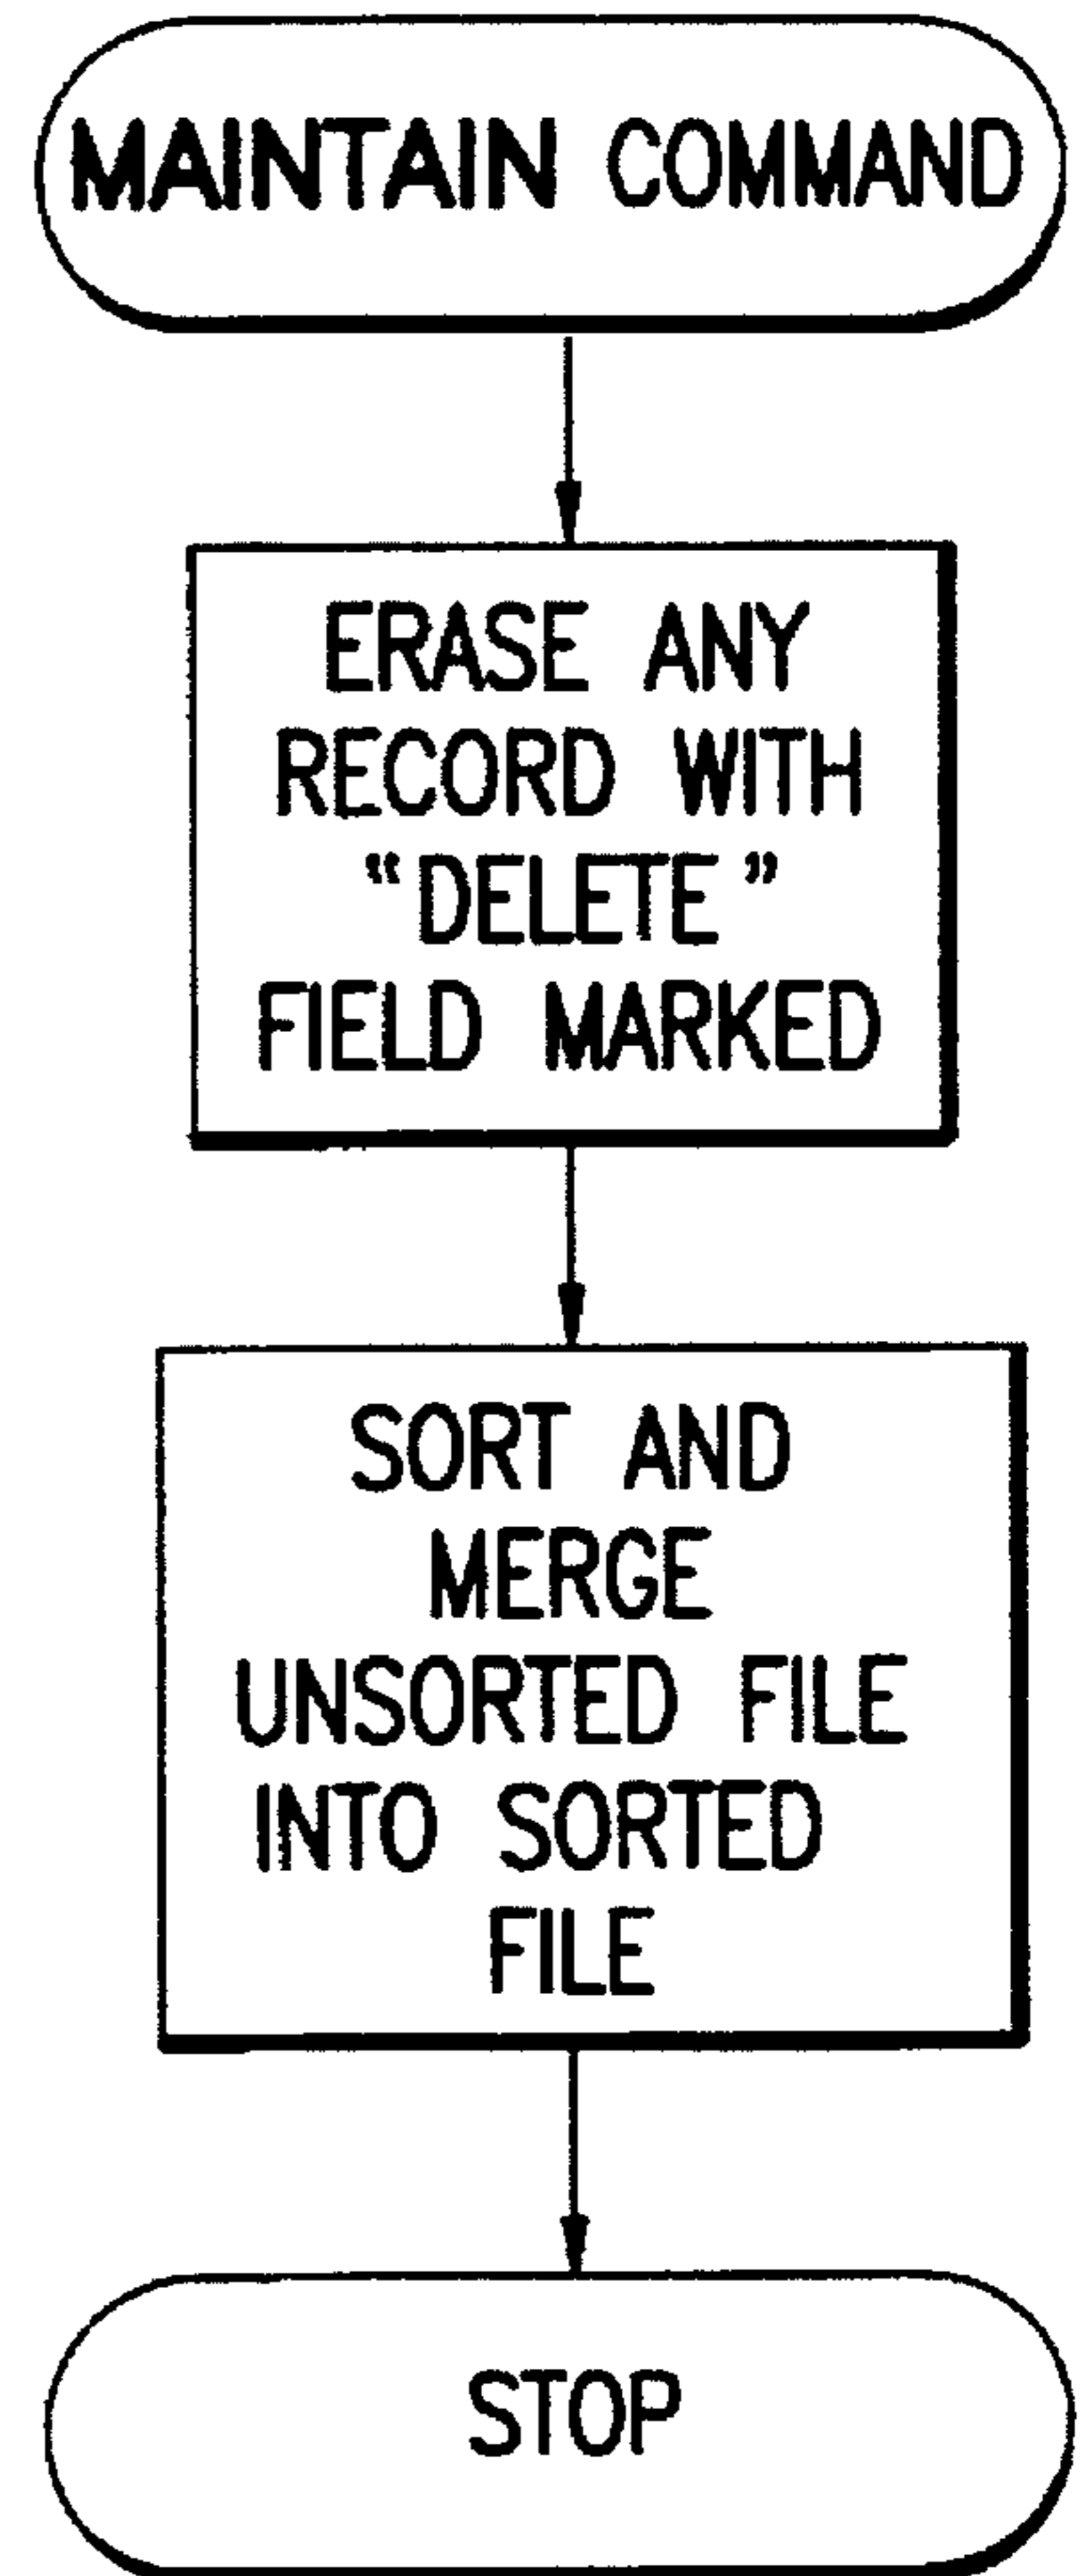 MAINTAIN COMMAND
ERASE ANY
RECORD WITH
“DELETE”
FIELD MARKED
SORT AND
MERGE
UNSORTED FILE
INTO SORTED
FILE
STOP